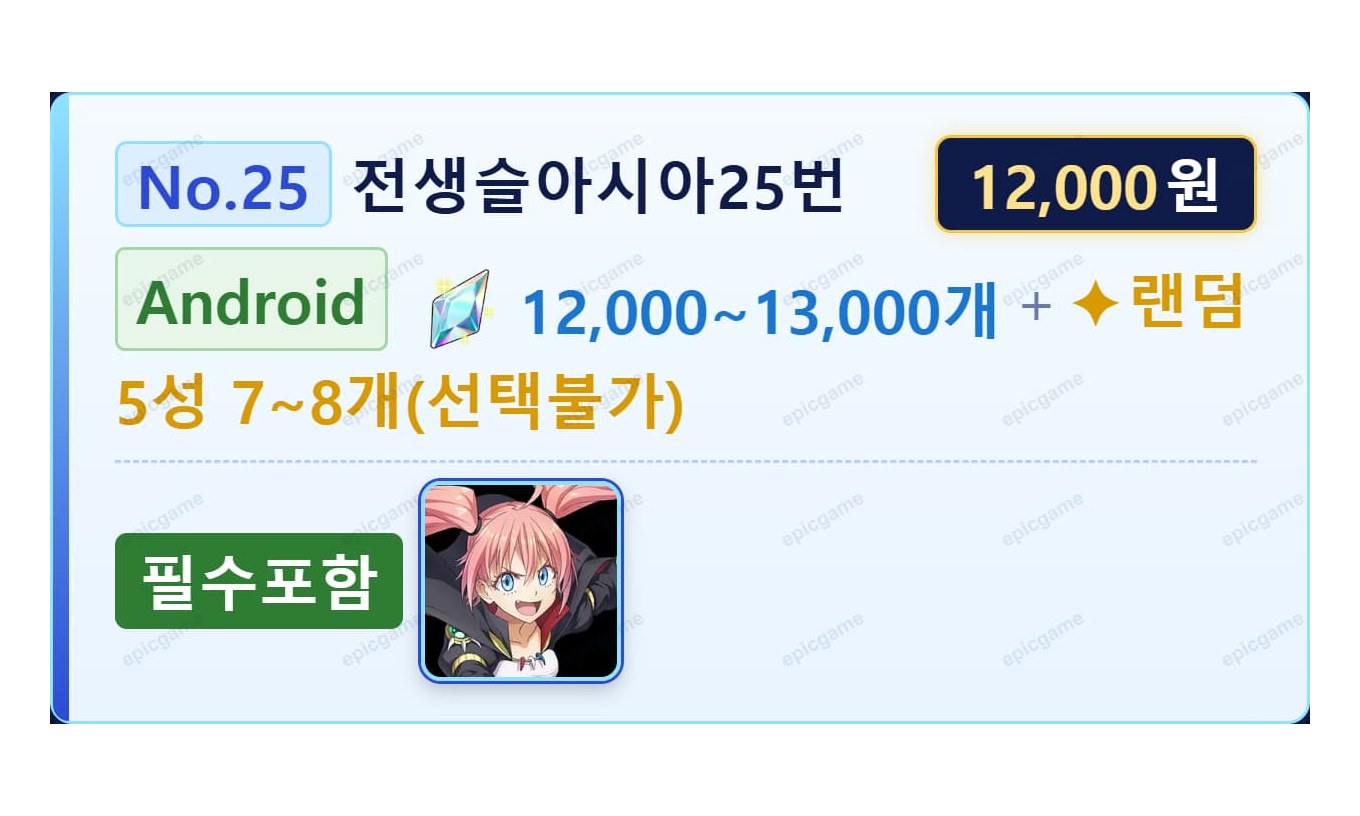 No.25 전생슬아시아25번 12,000원
Android 12,000~13,000개 + ✦랜덤
5성 7~8개(선택불가)
필수포함
epicgame